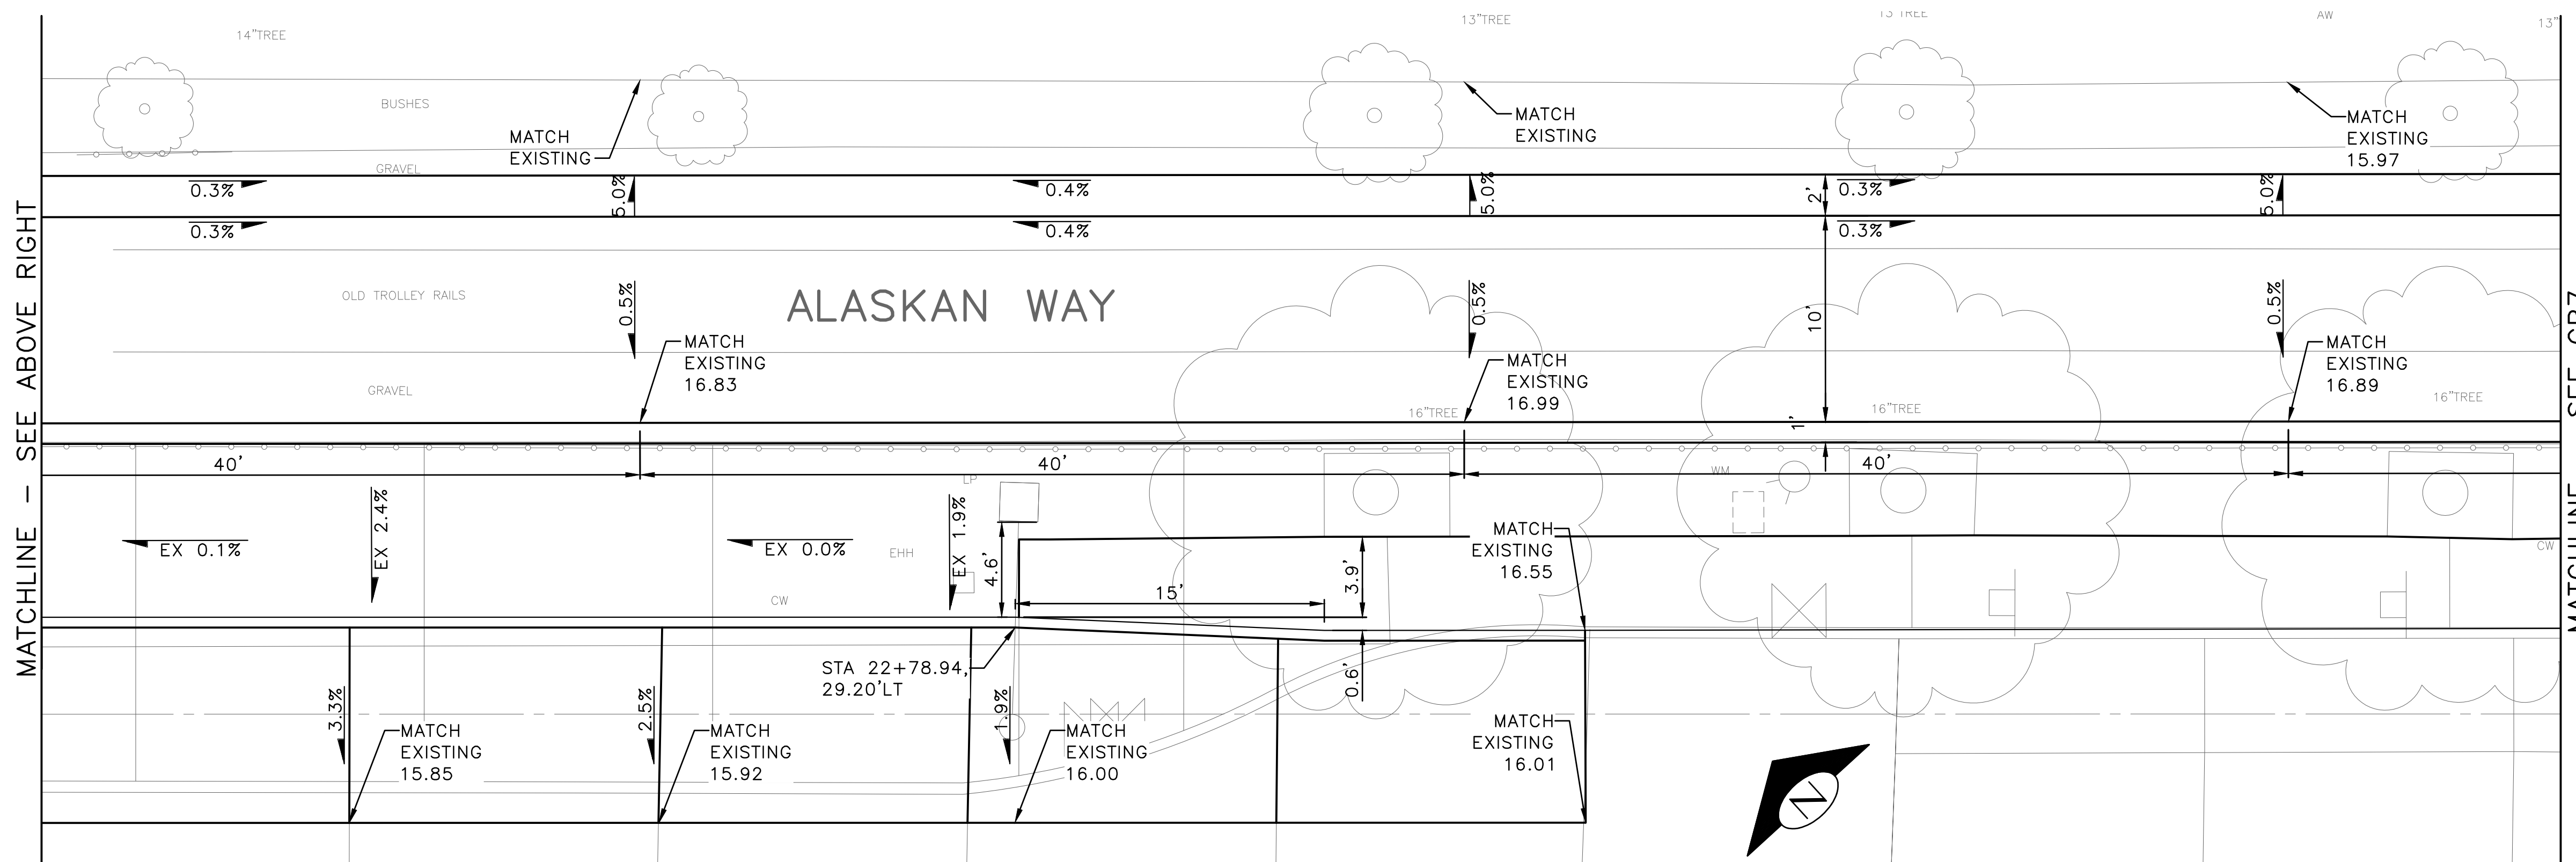 14"TREE
13"TREE
13"TREE
AW
13"
BUSHES
MATCH
EXISTING
MATCH
EXISTING
MATCH
EXISTING
15.97
GRAVEL
0.3%
5.0%
0.4%
5.0%
2'
0.3%
5.0%
0.3%
0.4%
0.3%
OLD TROLLEY RAILS
0.5%
ALASKAN WAY
0.5%
10'
0.5%
MATCH
EXISTING
16.83
MATCH
EXISTING
16.99
MATCH
EXISTING
16.89
GRAVEL
16"TREE
16"TREE
16"TREE
1'
40'
40'
40'
LP
WM
EX 2.4%
EX 1.9%
EX 0.1%
EX 0.0%
EHH
4.6'
CW
15'
3.9'
MATCH
EXISTING
16.55
CW
STA 22+78.94,
29.20'LT
0.6'
3.3%
2.5%
1.9%
MATCH
EXISTING
15.85
MATCH
EXISTING
15.92
MATCH
EXISTING
16.00
MATCH
EXISTING
16.01
N
MATCHLINE – SEE ABOVE RIGHT
MATCHLINE – SEE GR7